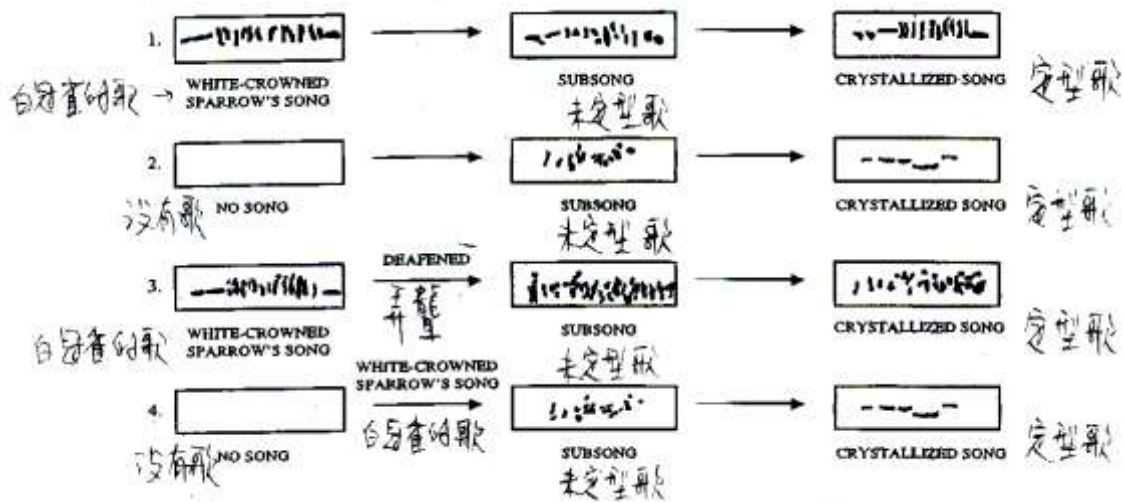 1.
WHITE-CROWNED
SPARROW'S SONG
SUBSONG
CRYSTALLIZED SONG
白冠雀的歌 →
未定型歌
定型歌
2.
NO SONG
SUBSONG
CRYSTALLIZED SONG
没有歌
未定型歌
定型歌
DEAFENED
3.
弄聋
WHITE-CROWNED
SPARROW'S SONG
SUBSONG
CRYSTALLIZED SONG
白冠雀的歌
未定型歌
定型歌
WHITE-CROWNED
SPARROW'S SONG
4.
白冠雀的歌
NO SONG
SUBSONG
CRYSTALLIZED SONG
没有歌
未定型歌
定型歌